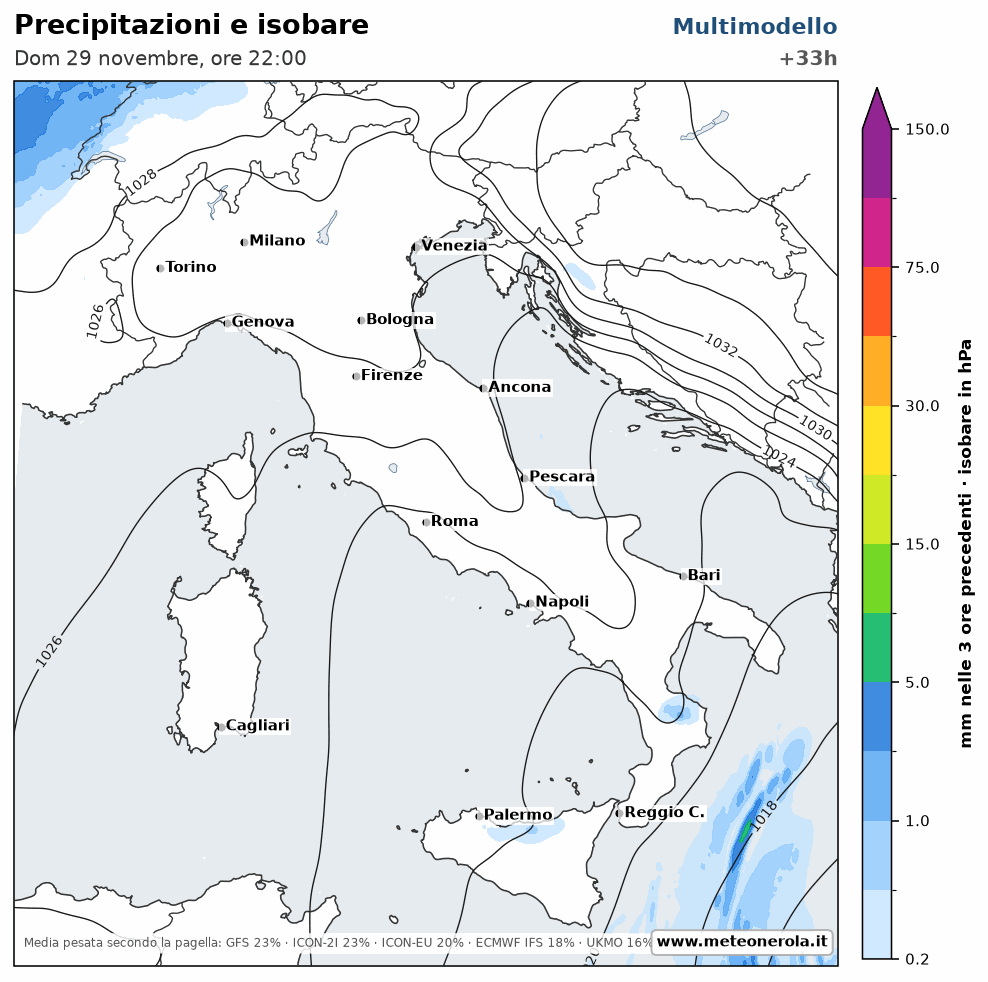 Precipitazioni e isobare
Multimodello
Dom 29 novembre, ore 22:00
+33h
1028
Milano
Venezia
Torino
1026
Genova
Bologna
1032
Firenze
Ancona
1030
1024
Pescara
Roma
Bari
Napoli
1026
Cagliari
Palermo
Reggio C.
1018
Media pesata secondo la pagella: GFS 23% · ICON-2I 23% · ICON-EU 20% · ECMWF IFS 18% · UKMO 16%
www.meteonerola.it
150.0
75.0
30.0
15.0
5.0
1.0
0.2
mm nelle 3 ore precedenti · isobare in hPa